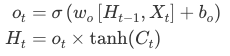 o_t = σ (w_o [H_{t-1}, X_t] + b_o)
H_t = o_t × tanh(C_t)